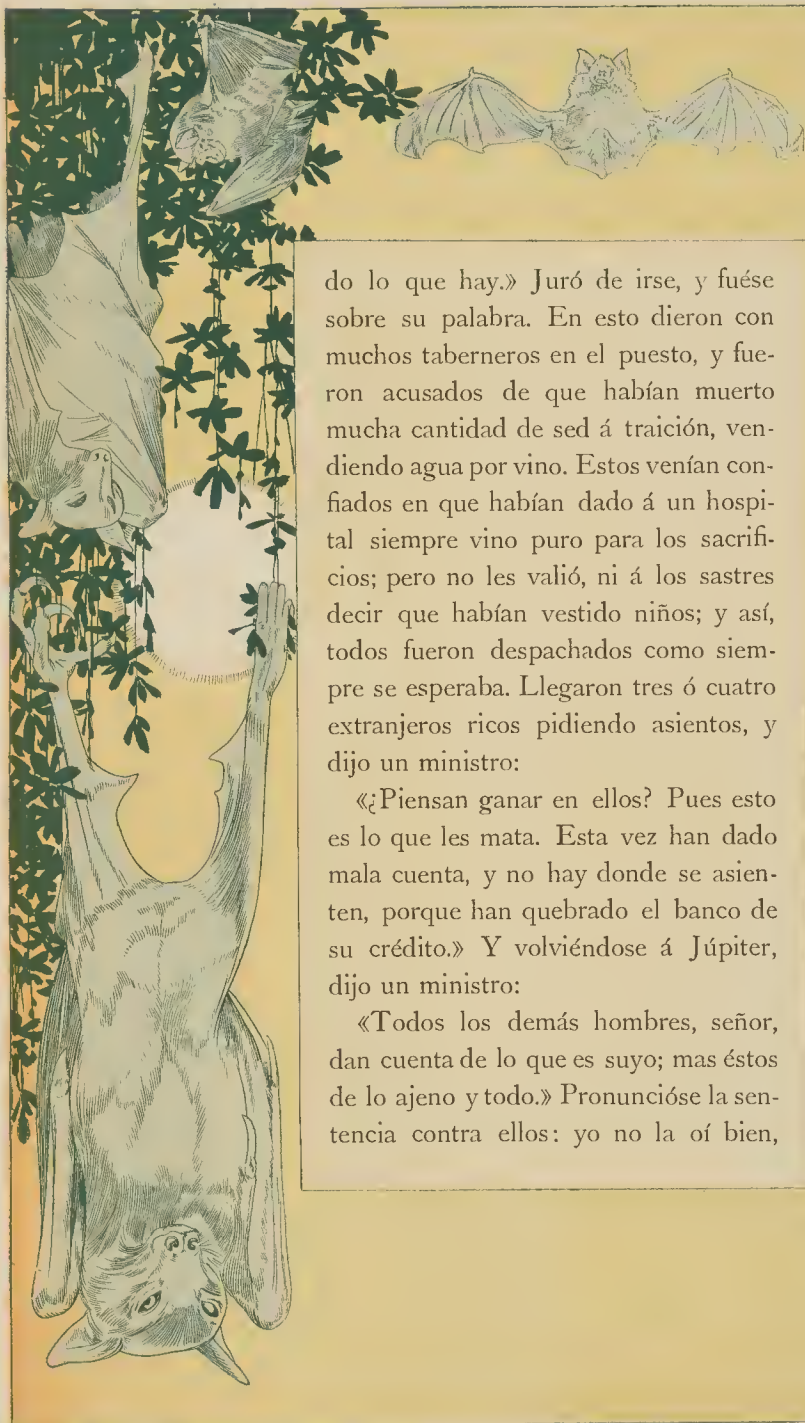 do lo que hay.» Juró de irse, y fuése
sobre su palabra. En esto dieron con
muchos taberneros en el puesto, y fue-
ron acusados de que habían muerto
mucha cantidad de sed á traición, ven-
diendo agua por vino. Estos venían con-
fiados en que habían dado á un hospi-
tal siempre vino puro para los sacrifi-
cios; pero no les valió, ni á los sastres
decir que habían vestido niños; y así,
todos fueron despachados como siem-
pre se esperaba. Llegaron tres ó cuatro
extranjeros ricos pidiendo asientos, y
dijo un ministro:
«¿Piensan ganar en ellos? Pues esto
es lo que les mata. Esta vez han dado
mala cuenta, y no hay donde se asien-
ten, porque han quebrado el banco de
su crédito.» Y volviéndose á Júpiter,
dijo un ministro:
«Todos los demás hombres, señor,
dan cuenta de lo que es suyo; mas éstos
de lo ajeno y todo.» Pronuncióse la sen-
tencia contra ellos: yo no la oí bien,